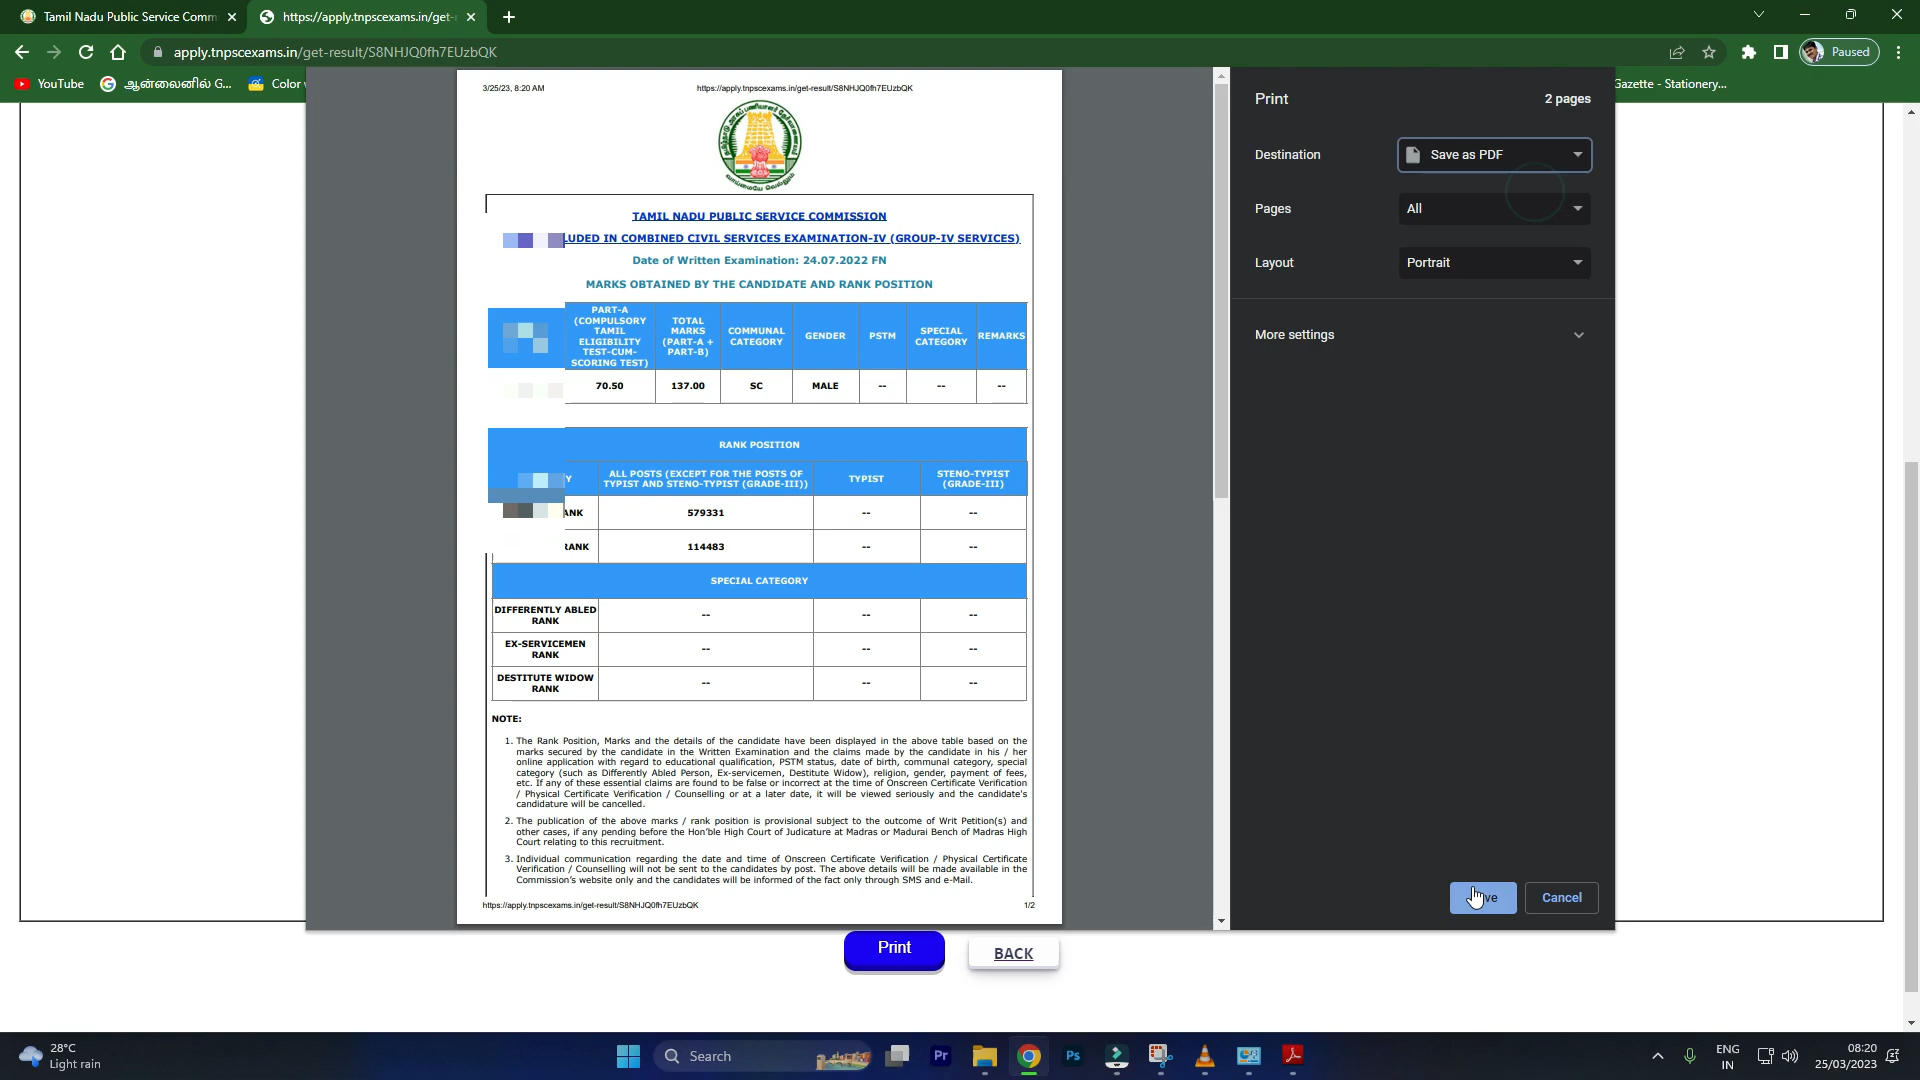 Tamil Nadu Public Service Comm
https://apply.tnpscexams.in/get-
apply.tnpscexams.in/get-result/S8NHJQ0fh7EUzbQK
Paused
YouTube
ஆன்லைனில் G...
Color
Gazette - Stationery...
3/25/23, 8:20 AM
https://apply.tnpscexams.in/get-result/S8NHJQ0fh7EUzbQK
TAMIL NADU PUBLIC SERVICE COMMISSION
LUDED IN COMBINED CIVIL SERVICES EXAMINATION-IV (GROUP-IV SERVICES)
Date of Written Examination: 24.07.2022 FN
MARKS OBTAINED BY THE CANDIDATE AND RANK POSITION
PART-A (COMPULSORY TAMIL ELIGIBILITY TEST-CUM-SCORING TEST)
TOTAL MARKS (PART-A + PART-B)
COMMUNAL CATEGORY
GENDER
PSTM
SPECIAL CATEGORY
REMARKS
70.50 137.00 SC MALE -- -- --
RANK POSITION
Y
ALL POSTS (EXCEPT FOR THE POSTS OF TYPIST AND STENO-TYPIST (GRADE-III))
TYPIST
STENO-TYPIST (GRADE-III)
ANK 579331 -- --
RANK 114483 -- --
SPECIAL CATEGORY
DIFFERENTLY ABLED RANK -- -- --
EX-SERVICEMEN RANK -- -- --
DESTITUTE WIDOW RANK -- -- --
NOTE:
1. The Rank Position, Marks and the details of the candidate have been displayed in the above table based on the
marks secured by the candidate in the Written Examination and the claims made by the candidate in his / her
online application with regard to educational qualification, PSTM status, date of birth, communal category, special
category (such as Differently Abled Person, Ex-servicemen, Destitute Widow), religion, gender, payment of fees,
etc. If any of these essential claims are found to be false or incorrect at the time of Onscreen Certificate Verification
/ Physical Certificate Verification / Counselling or at a later date, it will be viewed seriously and the candidate's
candidature will be cancelled.
2. The publication of the above marks / rank position is provisional subject to the outcome of Writ Petition(s) and
other cases, if any pending before the Hon'ble High Court of Judicature at Madras or Madurai Bench of Madras High
Court relating to this recruitment.
3. Individual communication regarding the date and time of Onscreen Certificate Verification / Physical Certificate
Verification / Counselling will not be sent to the candidates by post. The above details will be made available in the
Commission's website only and the candidates will be informed of the fact only through SMS and e-Mail.
https://apply.tnpscexams.in/get-result/S8NHJQ0fh7EUzbQK
1/2
Print
2 pages
Destination
Save as PDF
Pages
All
Layout
Portrait
More settings
ve
Cancel
Print
BACK
28°C
Light rain
Search
Pr
Ps
ENG
IN
08:20
25/03/2023